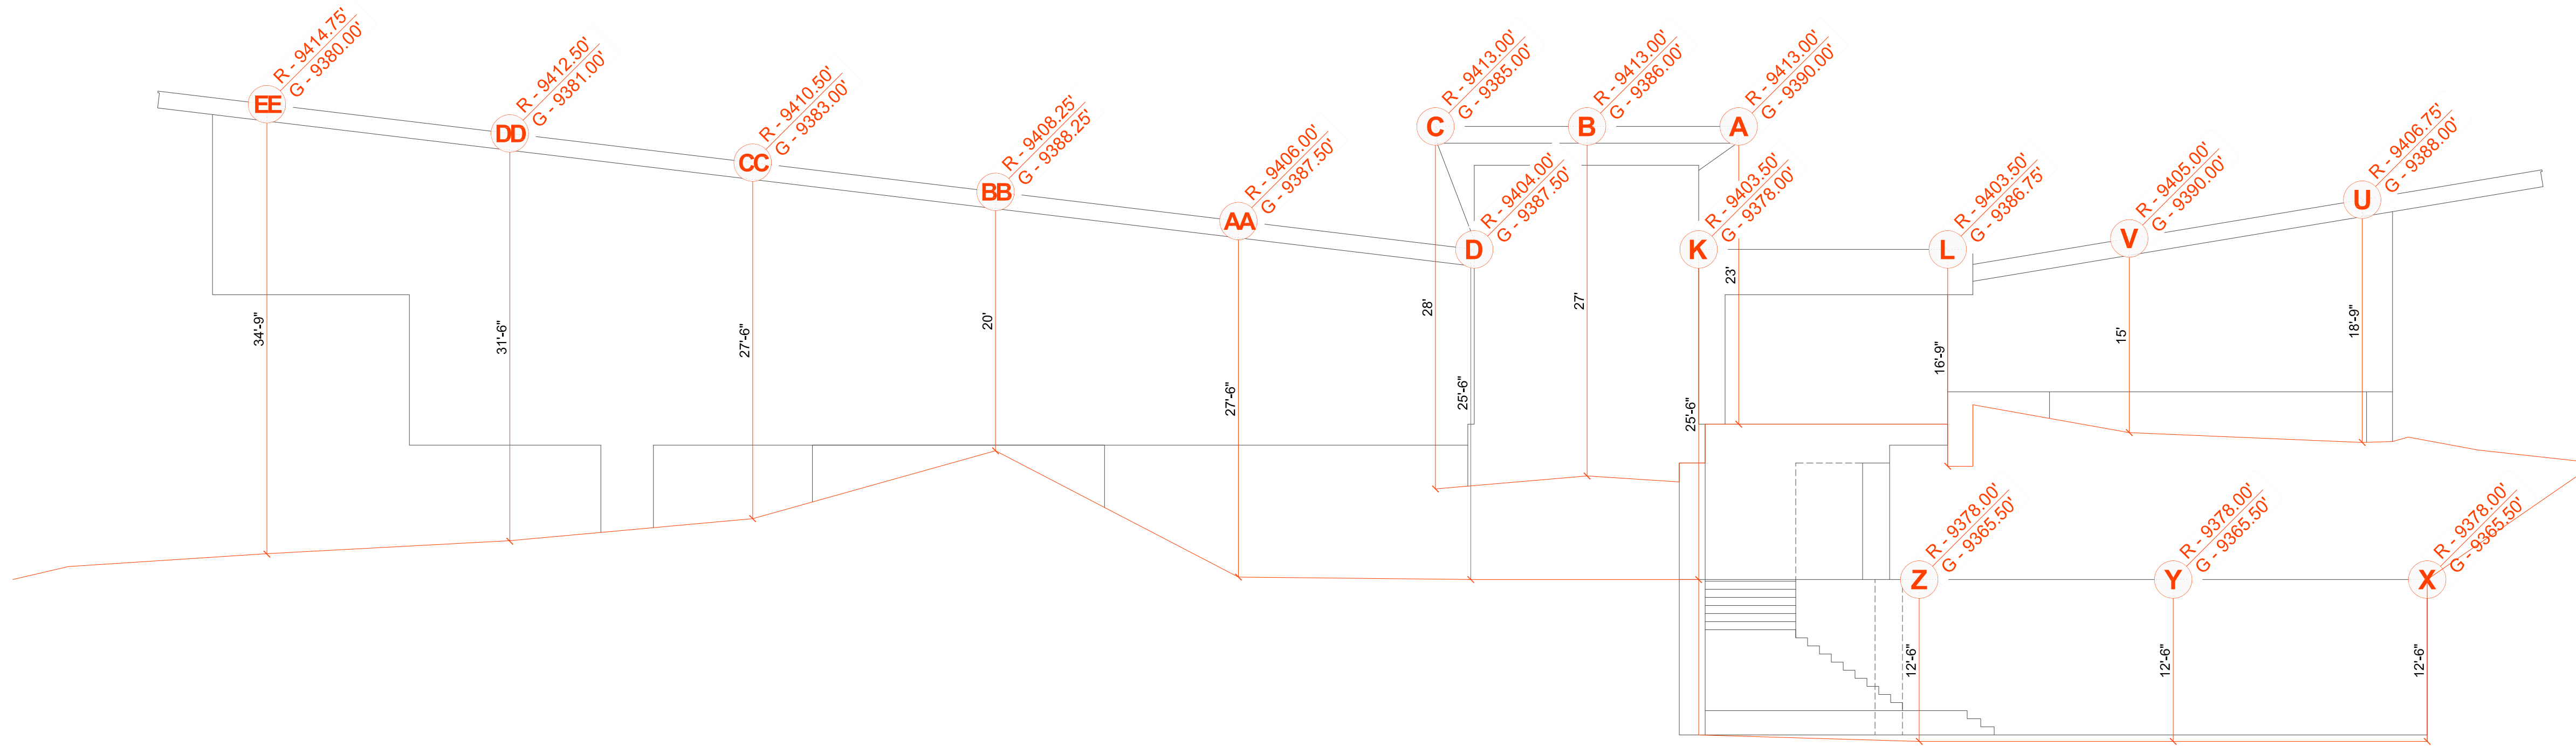 R - 9414.75'
G - 9380.00'
EE
34'-9"
R - 9412.50'
G - 9381.00'
DD
31'-6"
R - 9410.50'
G - 9383.00'
CC
27'-6"
R - 9408.25'
G - 9388.25'
BB
20'
R - 9406.00'
G - 9387.50'
AA
27'-6"
R - 9413.00'
G - 9385.00'
C
28'
R - 9404.00'
G - 9387.50'
D
25'-6"
R - 9413.00'
G - 9386.00'
B
27'
R - 9413.00'
G - 9390.00'
A
23'
R - 9403.50'
G - 9378.00'
K
25'-6"
R - 9403.50'
G - 9386.75'
L
16'-9"
R - 9405.00'
G - 9390.00'
V
15'
R - 9406.75'
G - 9388.00'
U
18'-9"
R - 9378.00'
G - 9365.50'
Z
12'-6"
R - 9378.00'
G - 9365.50'
Y
12'-6"
R - 9378.00'
G - 9365.50'
X
12'-6"